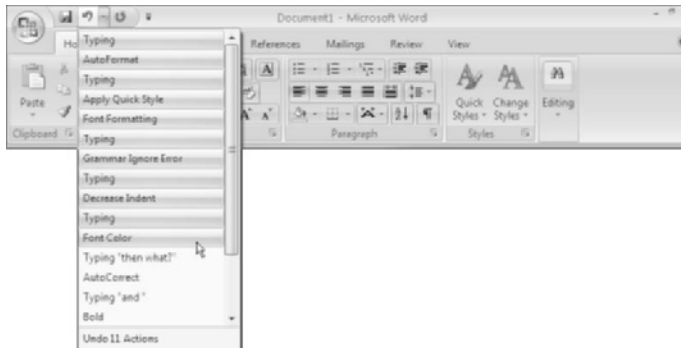 Document1 - Microsoft Word
References Mailings Review View
Paste
Clipboard
Quick Styles
Change Styles
Editing
Paragraph
Styles
Typing
AutoFormat
Typing
Apply Quick Style
Font Formatting
Typing
Grammar Ignore Error
Typing
Decrease Indent
Typing
Font Color
Typing "then what?"
AutoCorrect
Typing "and "
Bold
Undo 11 Actions